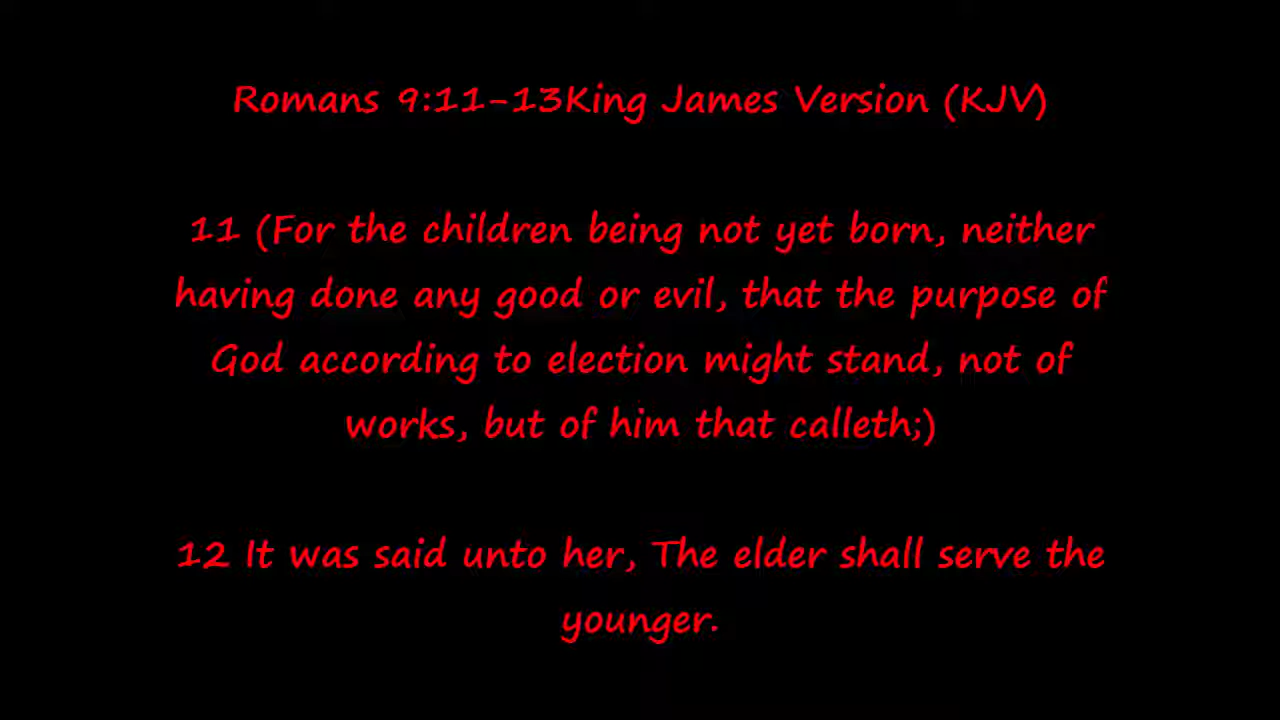 Romans 9:11-13King James Version (KJV)
11 (For the children being not yet born, neither
having done any good or evil, that the purpose of
God according to election might stand, not of
works, but of him that calleth;)
12 It was said unto her, The elder shall serve the
younger.